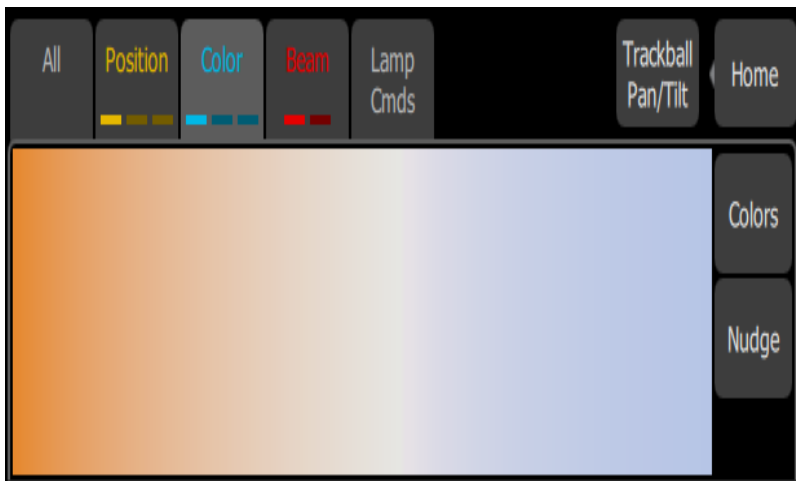 All
Position
Color
Beam
Lamp
Cmds
Trackball
Pan/Tilt
Home
Colors
Nudge